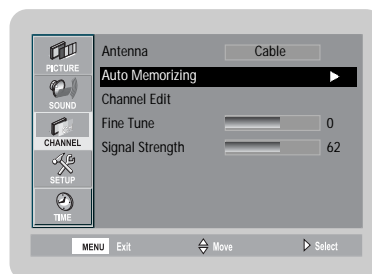 PICTURE
SOUND
CHANNEL
SETUP
TIME
Antenna Cable
Auto Memorizing
Channel Edit
Fine Tune 0
Signal Strength 62
MENU Exit Move Select